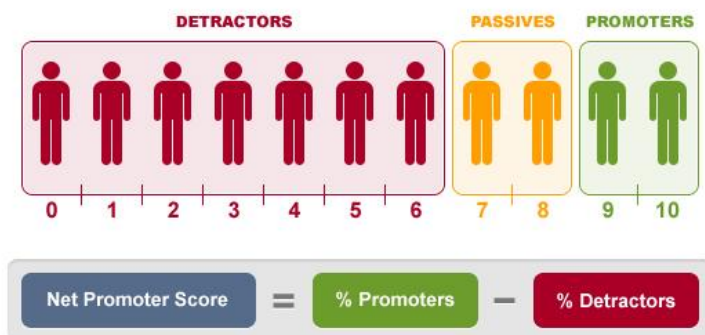 DETRACTORS PASSIVES PROMOTERS
0 1 2 3 4 5 6 7 8 9 10
Net Promoter Score = % Promoters − % Detractors